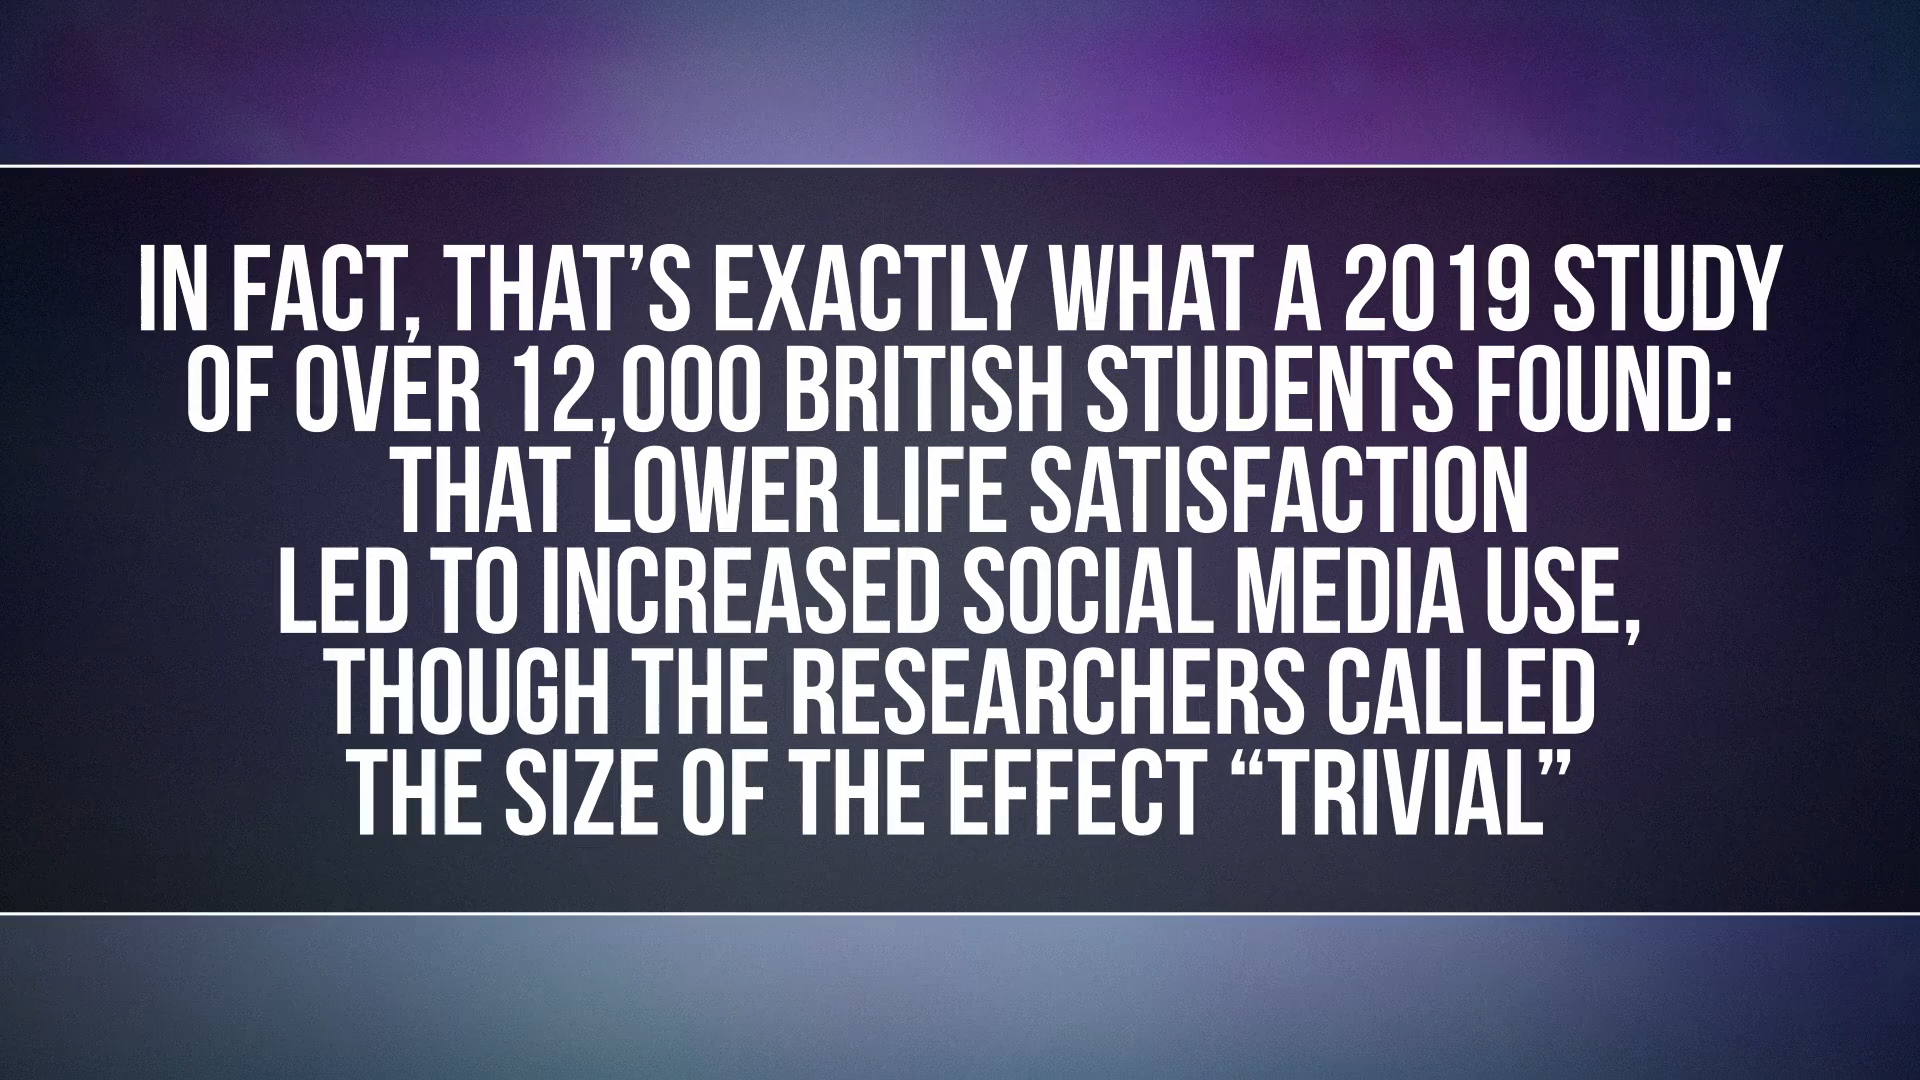 IN FACT, THAT’S EXACTLY WHAT A 2019 STUDY
OF OVER 12,000 BRITISH STUDENTS FOUND:
THAT LOWER LIFE SATISFACTION
LED TO INCREASED SOCIAL MEDIA USE,
THOUGH THE RESEARCHERS CALLED
THE SIZE OF THE EFFECT “TRIVIAL”